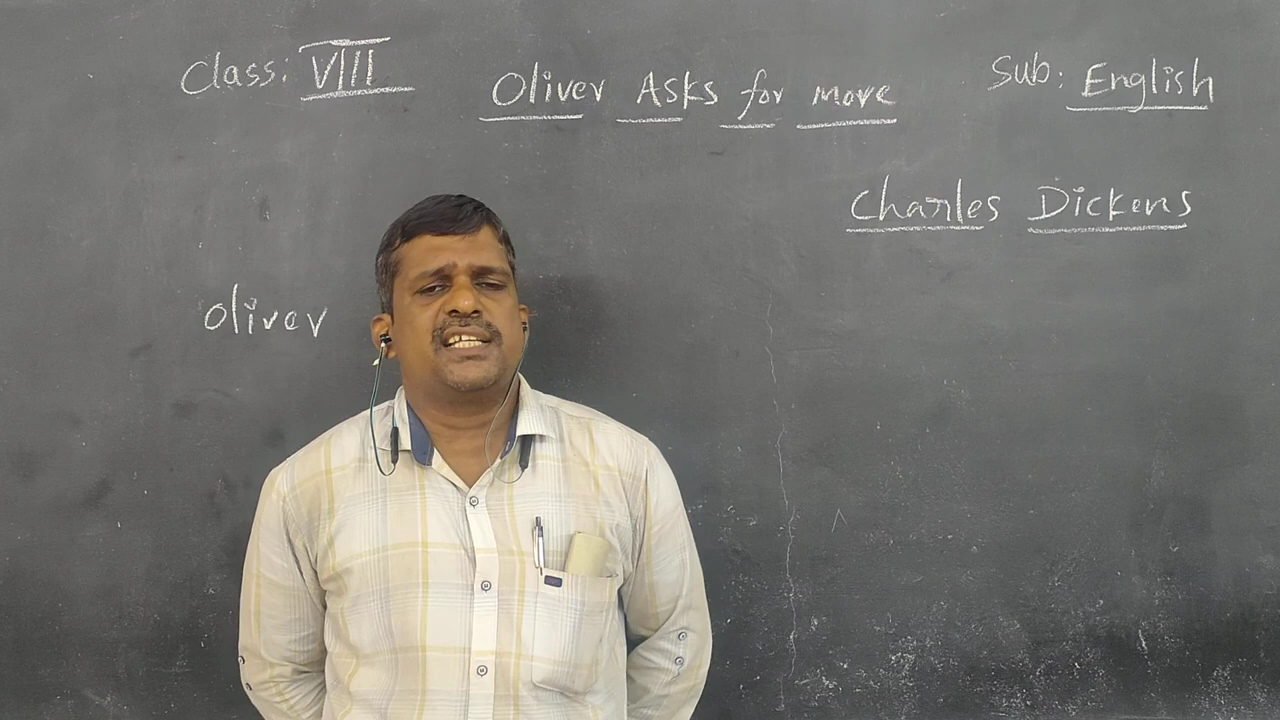 Class: VIII
Oliver Asks for more
Sub: English
Charles Dickens
oliver